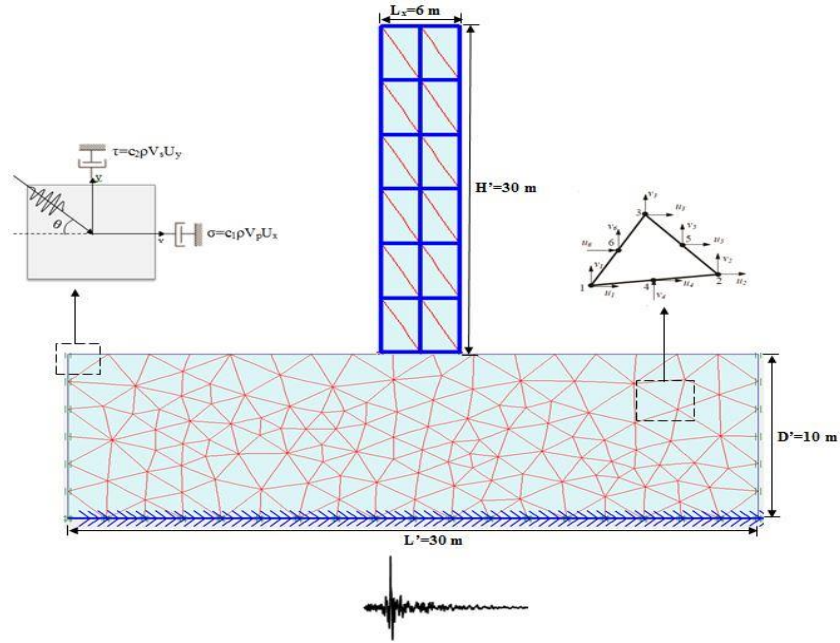 Lx=6 m
τ=c2ρVsUy
y
H'=30 m
θ
x
σ=c1ρVpUx
v3
3
u3
v6
v5
u6
6
5
u5
v1
v2
1
u1
4
u4
2
u2
v4
D'=10 m
L'=30 m